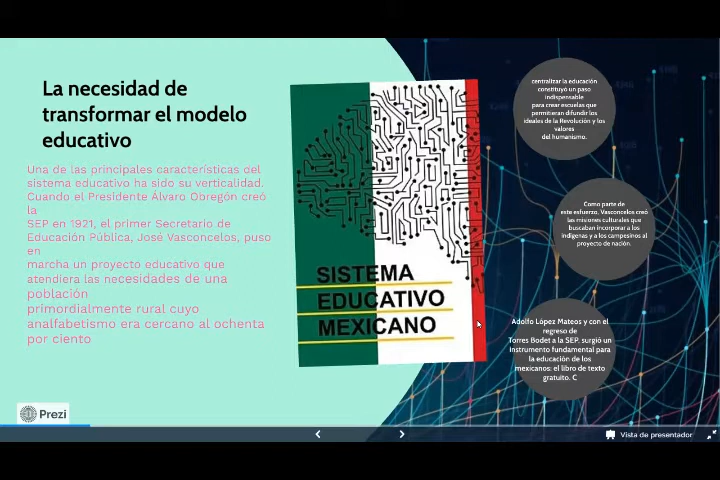 La necesidad de
transformar el modelo
educativo
Una de las principales características del
sistema educativo ha sido su verticalidad.
Cuando el Presidente Álvaro Obregón creó
la
SEP en 1921, el primer Secretario de
Educación Pública, José Vasconcelos, puso
en
marcha un proyecto educativo que
atendiera las necesidades de una
población
primordialmente rural cuyo
analfabetismo era cercano al ochenta
por ciento
SISTEMA
EDUCATIVO
MEXICANO
centralizar la educación
constituyó un paso
indispensable
para crear escuelas que
permitieran difundir los
ideales de la Revolución y los
valores
del humanismo.
Como parte de
este esfuerzo, Vasconcelos creó
las misiones culturales que
buscaban incorporar a los
indígenas y a los campesinos al
proyecto de nación.
Adolfo López Mateos y con el
regreso de
Torres Bodet a la SEP, surgió un
instrumento fundamental para
la educación de los
mexicanos: el libro de texto
gratuito. C
Prezi
Vista de presentador